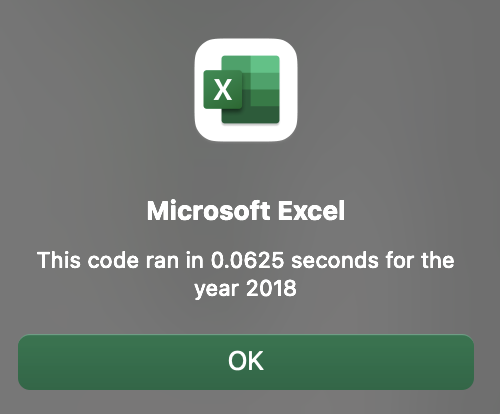 X
Microsoft Excel
This code ran in 0.0625 seconds for the
year 2018
OK